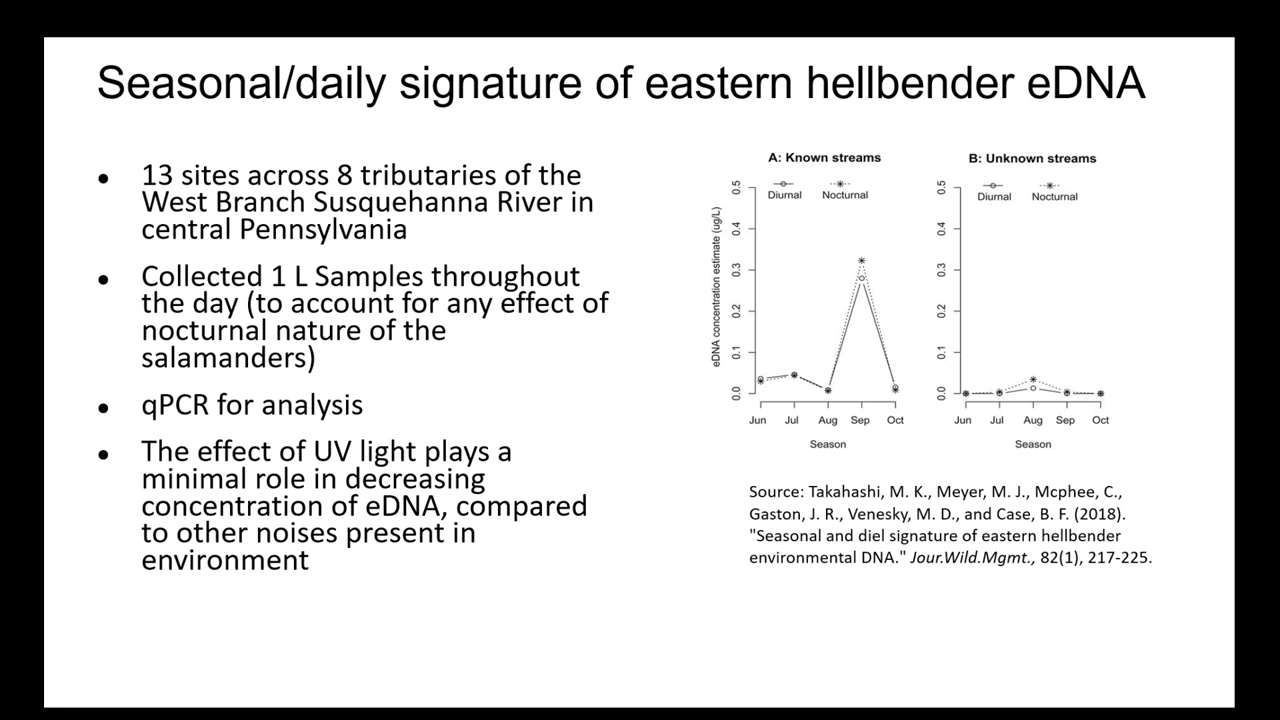 Seasonal/daily signature of eastern hellbender eDNA
• 13 sites across 8 tributaries of the
West Branch Susquehanna River in
central Pennsylvania
• Collected 1 L Samples throughout
the day (to account for any effect of
nocturnal nature of the
salamanders)
• qPCR for analysis
• The effect of UV light plays a
minimal role in decreasing
concentration of eDNA, compared
to other noises present in
environment
A: Known streams
Diurnal Nocturnal
eDNA concentration estimate (ug/L)
0.5
0.4
0.3
0.2
0.1
0.0
Jun Jul Aug Sep Oct
Season
B: Unknown streams
Diurnal Nocturnal
0.5
0.4
0.3
0.2
0.1
0.0
Jun Jul Aug Sep Oct
Season
Source: Takahashi, M. K., Meyer, M. J., Mcphee, C.,
Gaston, J. R., Venesky, M. D., and Case, B. F. (2018).
"Seasonal and diel signature of eastern hellbender
environmental DNA." Jour.Wild.Mgmt., 82(1), 217-225.